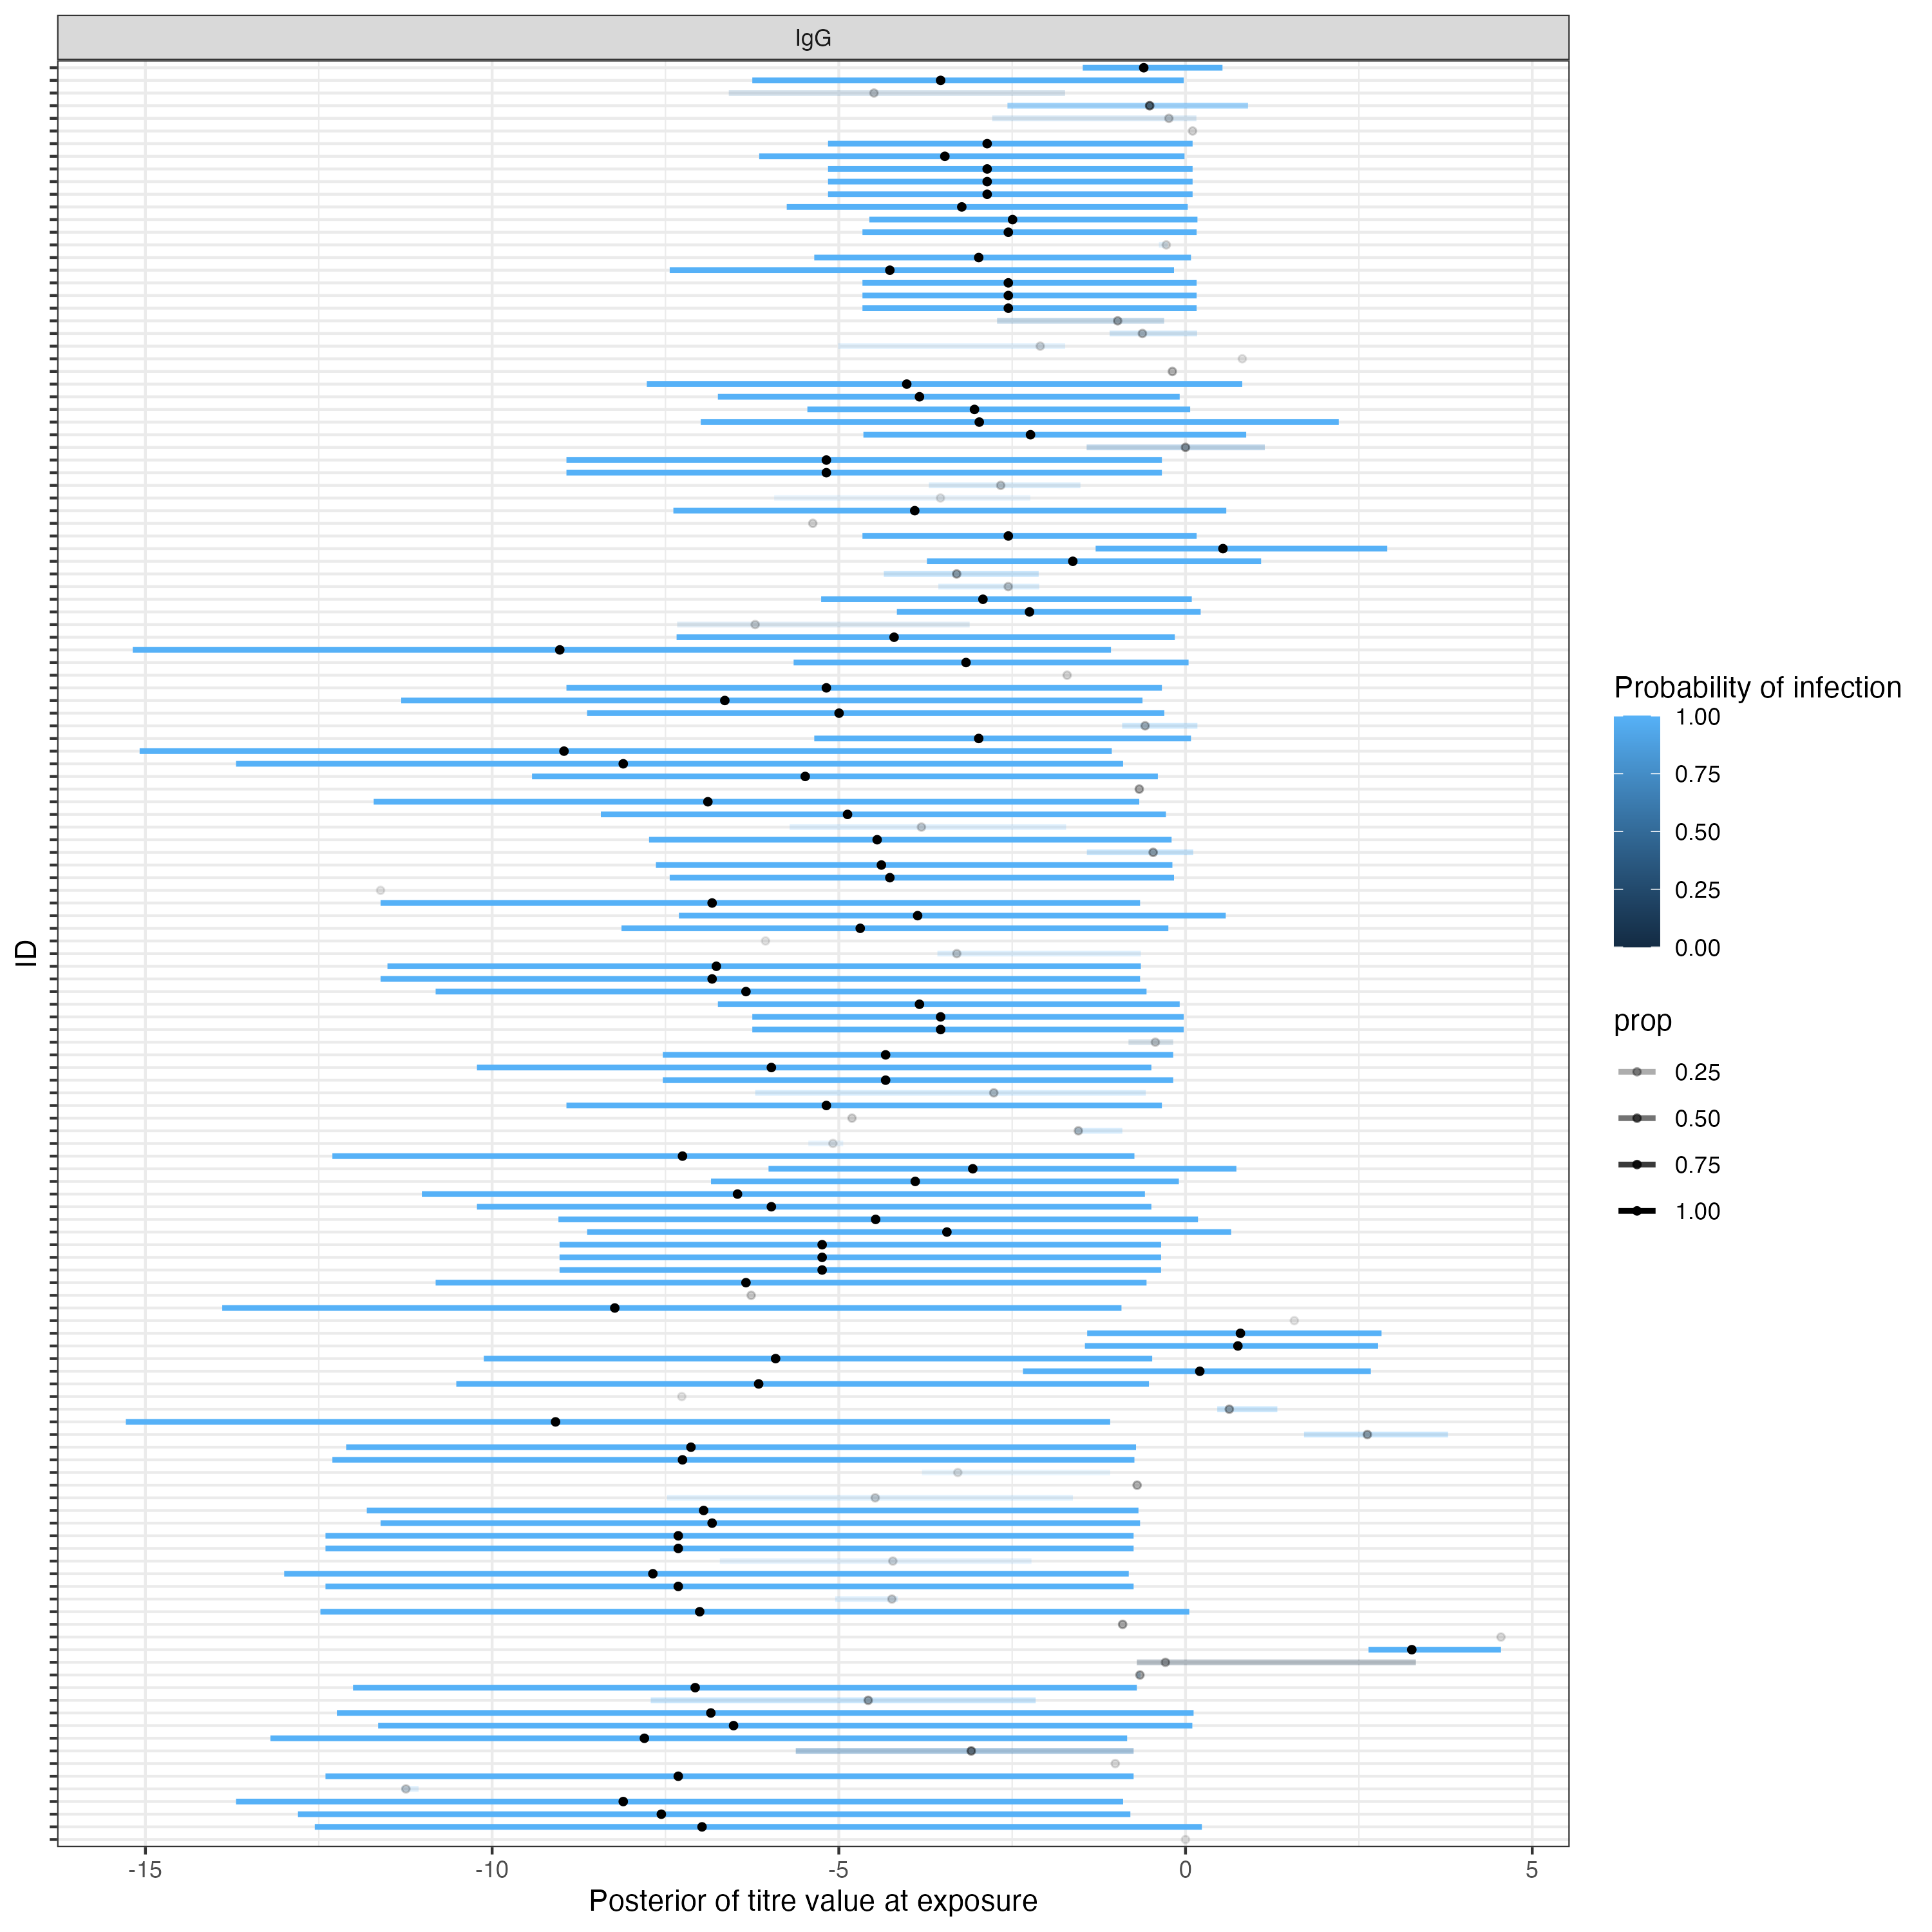 IgG
ID
-15
-10
-5
0
5
Posterior of titre value at exposure
Probability of infection
1.00
0.75
0.50
0.25
0.00
prop
0.25
0.50
0.75
1.00